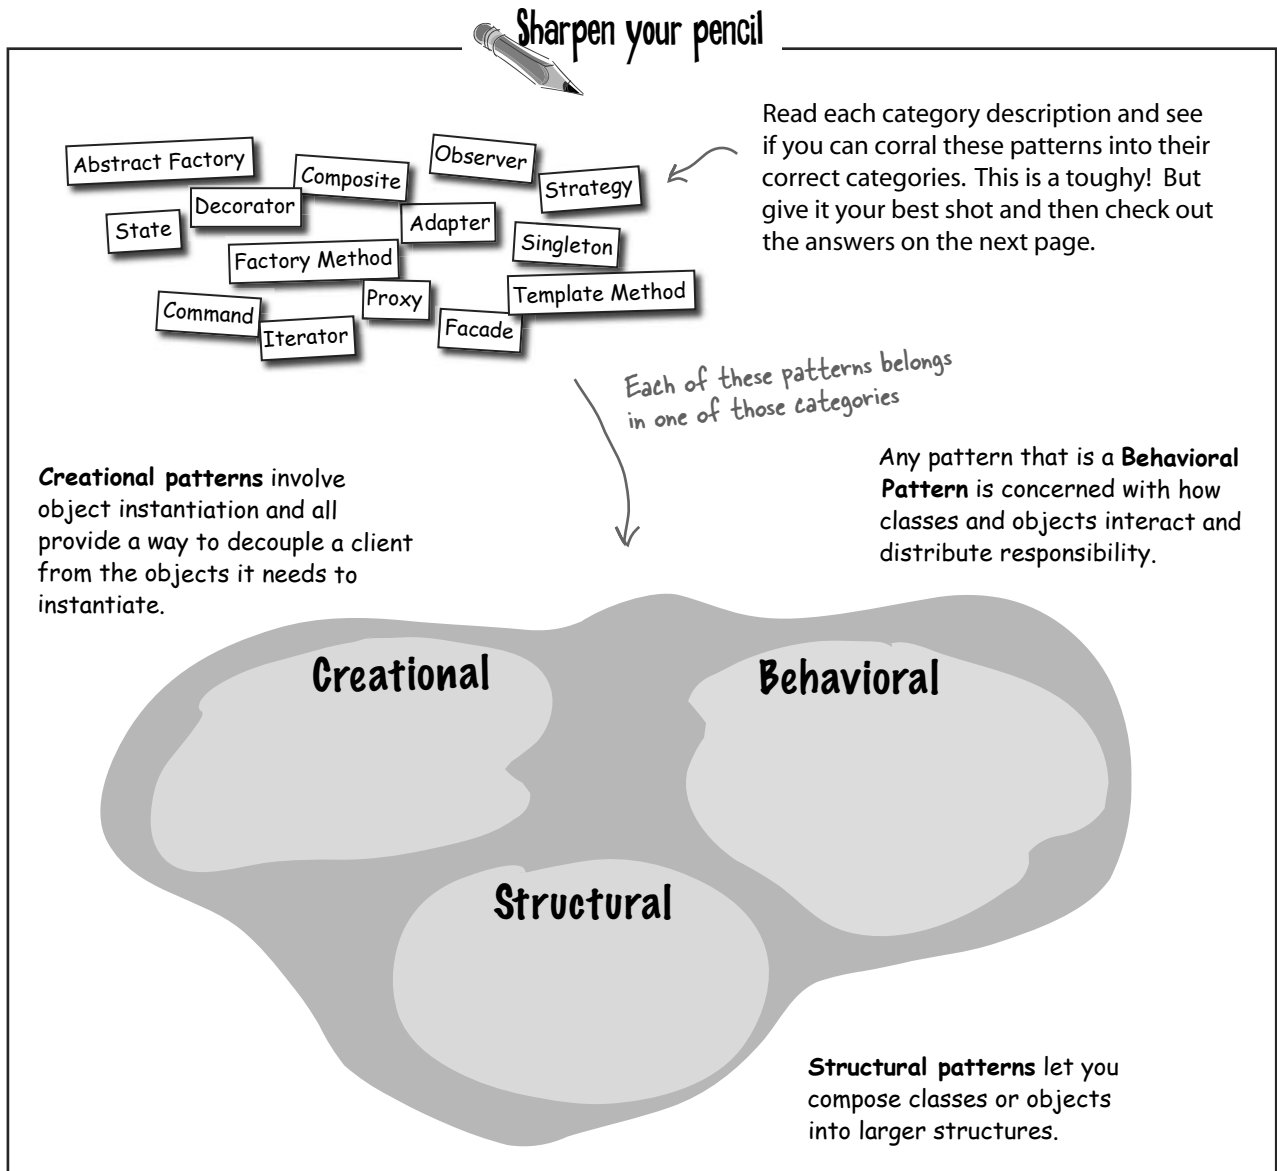 Sharpen your pencil
Read each category description and see
if you can corral these patterns into their
correct categories. This is a toughy! But
give it your best shot and then check out
the answers on the next page.
Abstract Factory
Composite
Observer
Strategy
Decorator
State
Adapter
Singleton
Factory Method
Proxy
Template Method
Command
Iterator
Facade
Each of these patterns belongs
in one of those categories
Creational patterns involve
object instantiation and all
provide a way to decouple a client
from the objects it needs to
instantiate.
Any pattern that is a Behavioral
Pattern is concerned with how
classes and objects interact and
distribute responsibility.
Creational
Behavioral
Structural
Structural patterns let you
compose classes or objects
into larger structures.